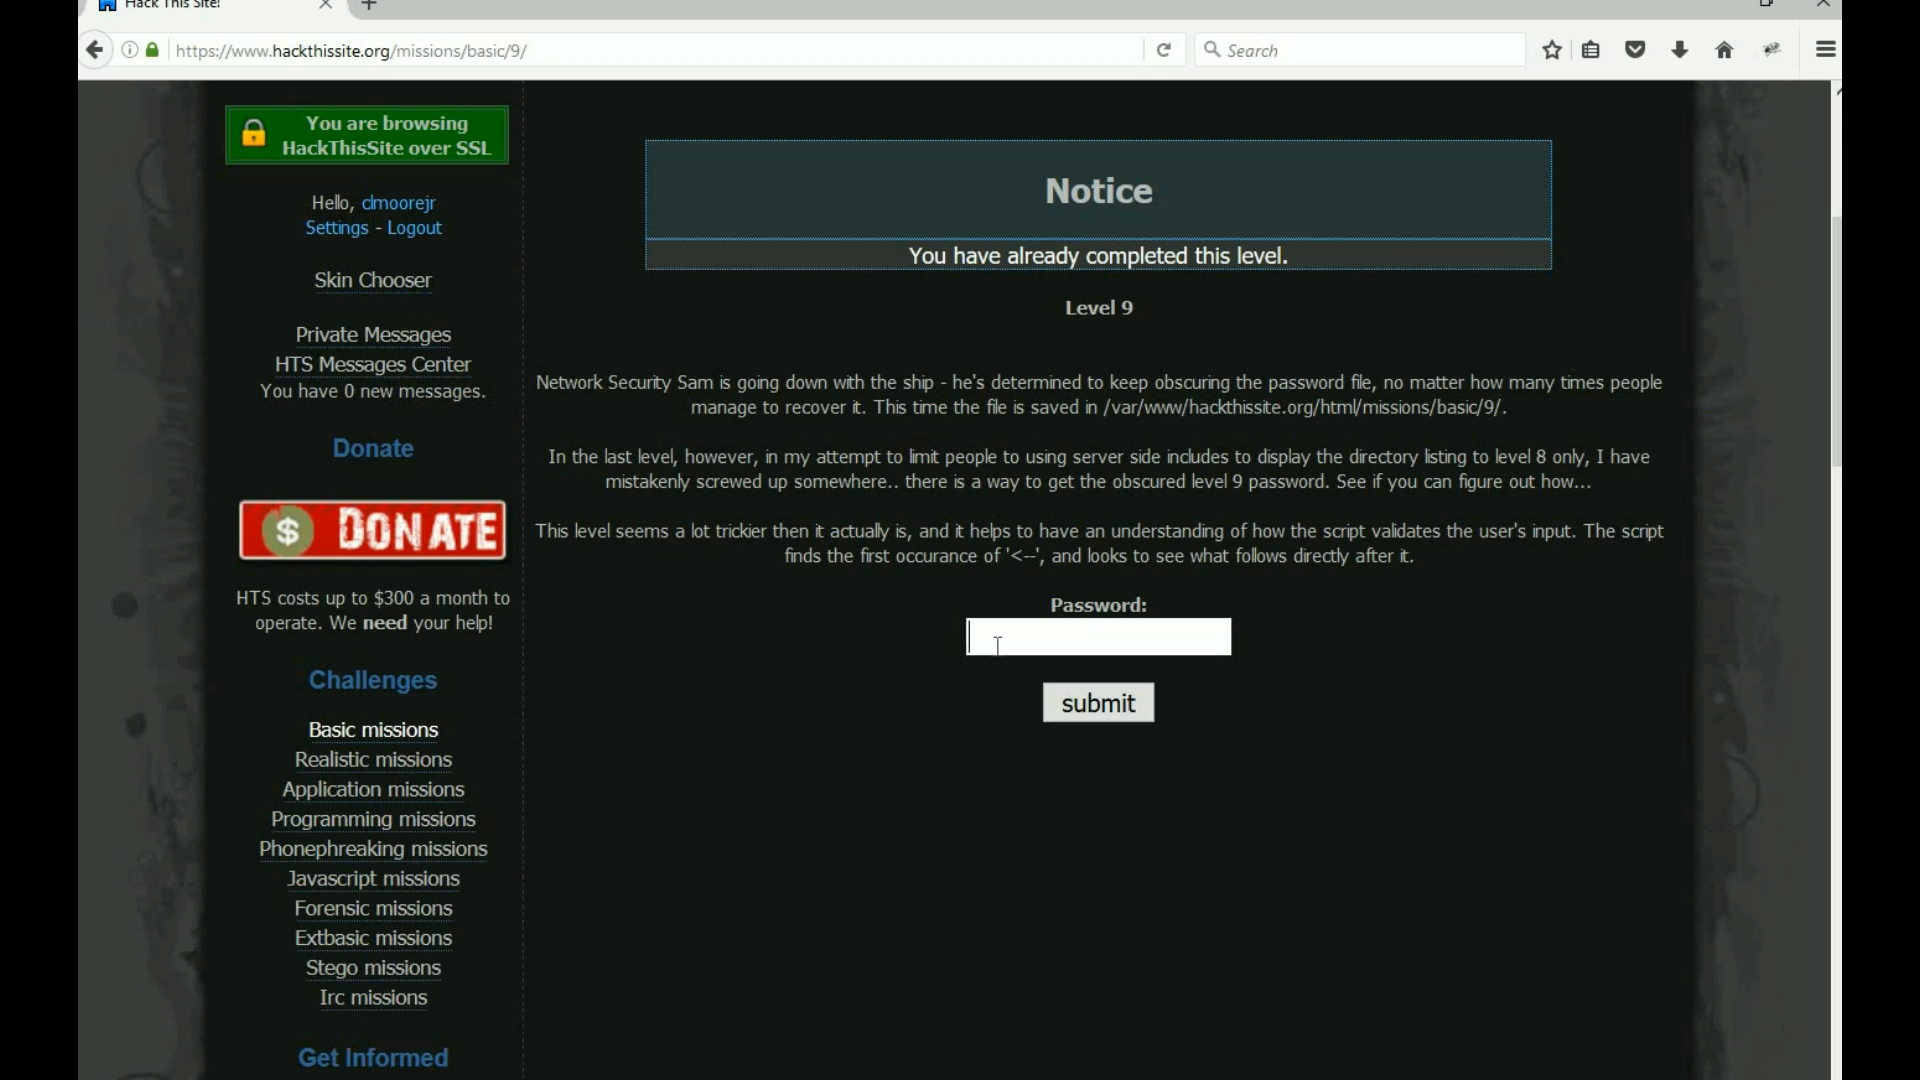 Hack This Site!
https://www.hackthissite.org/missions/basic/9/
Search
You are browsing
HackThisSite over SSL
Hello, clmoorejr
Settings - Logout
Skin Chooser
Private Messages
HTS Messages Center
You have 0 new messages.
Donate
$ DONATE
HTS costs up to $300 a month to
operate. We need your help!
Challenges
Basic missions
Realistic missions
Application missions
Programming missions
Phonephreaking missions
Javascript missions
Forensic missions
Extbasic missions
Stego missions
Irc missions
Get Informed
Notice
You have already completed this level.
Level 9
Network Security Sam is going down with the ship - he's determined to keep obscuring the password file, no matter how many times people
manage to recover it. This time the file is saved in /var/www/hackthissite.org/html/missions/basic/9/.
In the last level, however, in my attempt to limit people to using server side includes to display the directory listing to level 8 only, I have
mistakenly screwed up somewhere.. there is a way to get the obscured level 9 password. See if you can figure out how...
This level seems a lot trickier then it actually is, and it helps to have an understanding of how the script validates the user's input. The script
finds the first occurance of '<--', and looks to see what follows directly after it.
Password:
submit